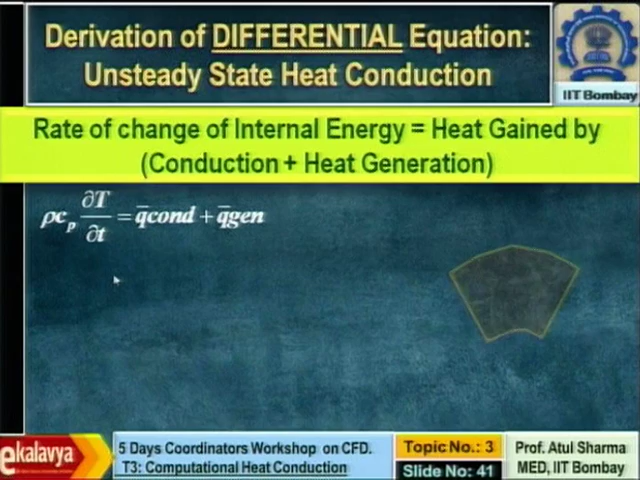 Derivation of DIFFERENTIAL Equation:
Unsteady State Heat Conduction
IIT Bombay
Rate of change of Internal Energy = Heat Gained by
(Conduction + Heat Generation)
ρc_p ∂T/∂t = q̄cond + q̄gen
ekalavya
5 Days Coordinators Workshop on CFD.
T3: Computational Heat Conduction
Topic No.: 3
Slide No: 41
Prof. Atul Sharma
MED, IIT Bombay